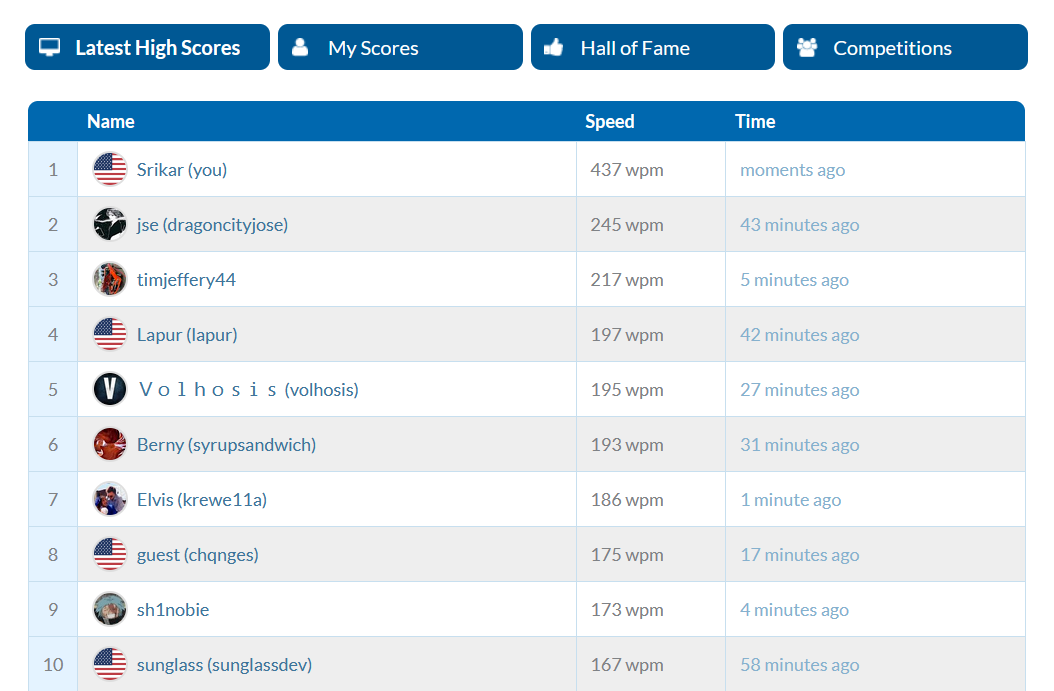 Latest High Scores My Scores Hall of Fame Competitions
Name Speed Time
1 Srikar (you) 437 wpm moments ago
2 jse (dragoncityjose) 245 wpm 43 minutes ago
3 timjeffery44 217 wpm 5 minutes ago
4 Lapur (lapur) 197 wpm 42 minutes ago
5 V Ｖｏｌｈｏｓｉｓ (volhosis) 195 wpm 27 minutes ago
6 Berny (syrupsandwich) 193 wpm 31 minutes ago
7 Elvis (krewe11a) 186 wpm 1 minute ago
8 guest (chqnges) 175 wpm 17 minutes ago
9 sh1nobie 173 wpm 4 minutes ago
10 sunglass (sunglassdev) 167 wpm 58 minutes ago